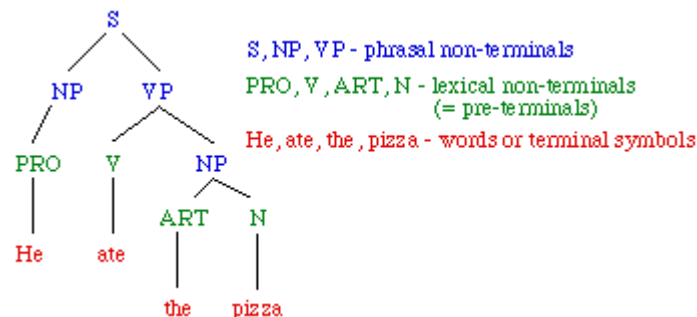 S
S, NP, VP - phrasal non-terminals
NP VP
PRO, V, ART, N - lexical non-terminals
(= pre-terminals)
He, ate, the, pizza - words or terminal symbols
PRO V NP
ART N
He ate
the pizza